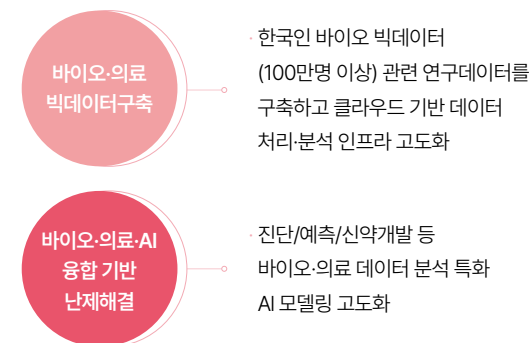 바이오·의료
빅데이터구축
· 한국인 바이오 빅데이터
(100만명 이상) 관련 연구데이터를
구축하고 클라우드 기반 데이터
처리·분석 인프라 고도화
바이오·의료·AI
융합 기반
난제해결
· 진단/예측/신약개발 등
바이오·의료 데이터 분석 특화
AI 모델링 고도화